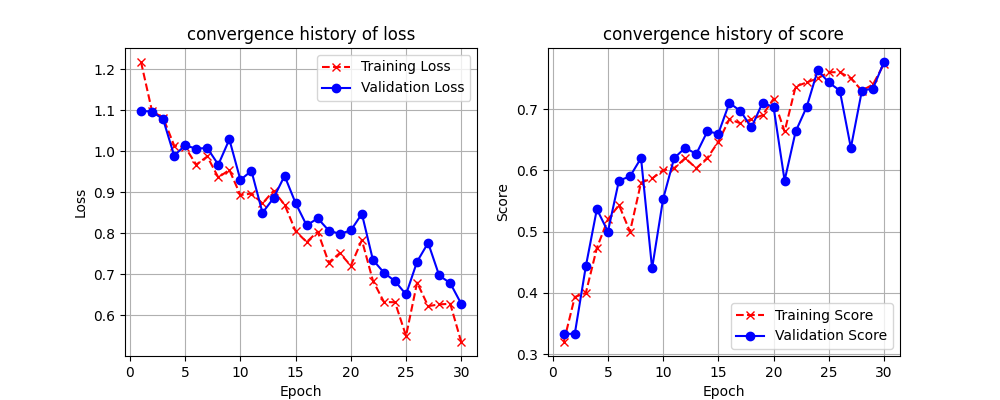 convergence history of loss
1.2
1.1
1.0
0.9
0.8
0.7
0.6
Loss
Training Loss
Validation Loss
0
5
10
15
20
25
30
Epoch
convergence history of score
0.7
0.6
0.5
0.4
0.3
Score
Training Score
Validation Score
0
5
10
15
20
25
30
Epoch